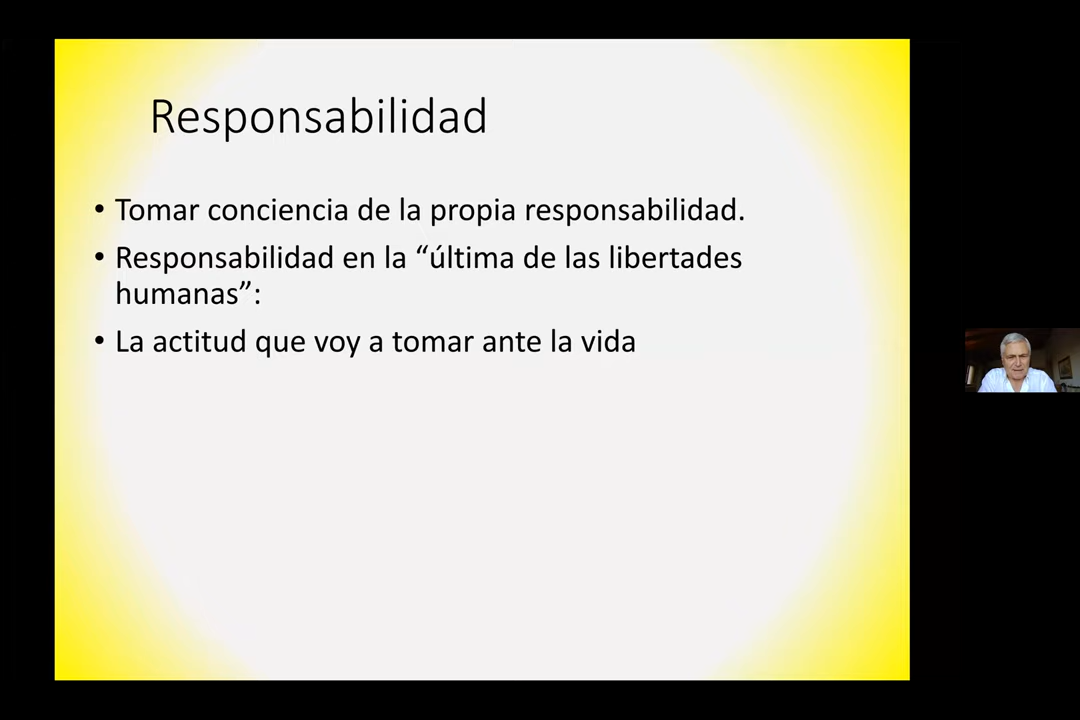 Responsabilidad
• Tomar conciencia de la propia responsabilidad.
• Responsabilidad en la “última de las libertades
humanas”:
• La actitud que voy a tomar ante la vida